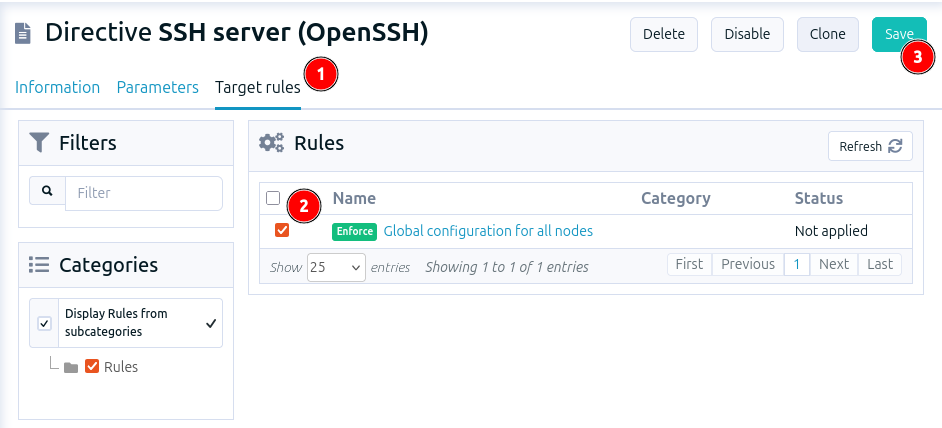 Directive SSH server (OpenSSH)
Delete
Disable
Clone
Save
3
Information
Parameters
Target rules
1
Filters
Filter
Categories
Display Rules from
subcategories
Rules
Rules
Refresh
2
Name
Category
Status
Enforce Global configuration for all nodes
Not applied
Show 25 entries
Showing 1 to 1 of 1 entries
First
Previous
1
Next
Last